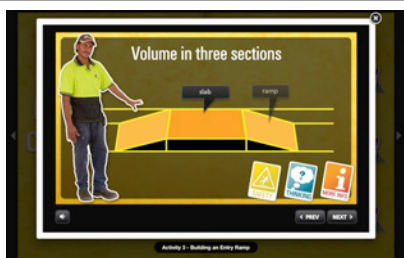 Volume in three sections
slab
ramp
SAFETY
THINKING
MORE INFO
< PREV
NEXT >
Activity 3 – Building an Entry Ramp